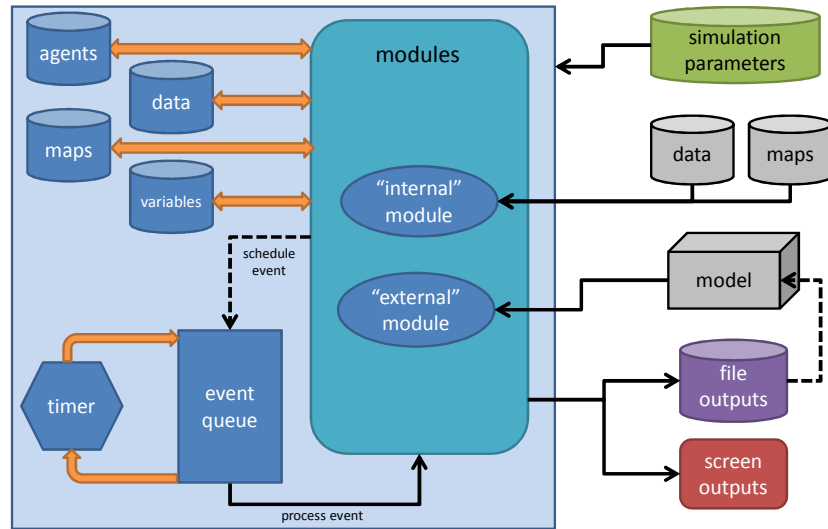 agents
data
maps
variables
modules
"internal"
module
"external"
module
schedule
event
timer
event
queue
process event
simulation
parameters
data
maps
model
file
outputs
screen
outputs